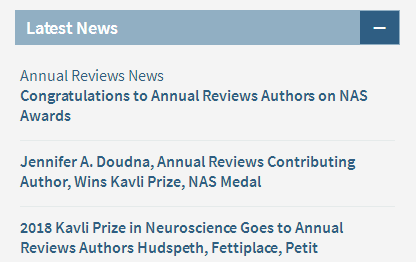 Latest News
Annual Reviews News
Congratulations to Annual Reviews Authors on NAS
Awards
Jennifer A. Doudna, Annual Reviews Contributing
Author, Wins Kavli Prize, NAS Medal
2018 Kavli Prize in Neuroscience Goes to Annual
Reviews Authors Hudspeth, Fettiplace, Petit